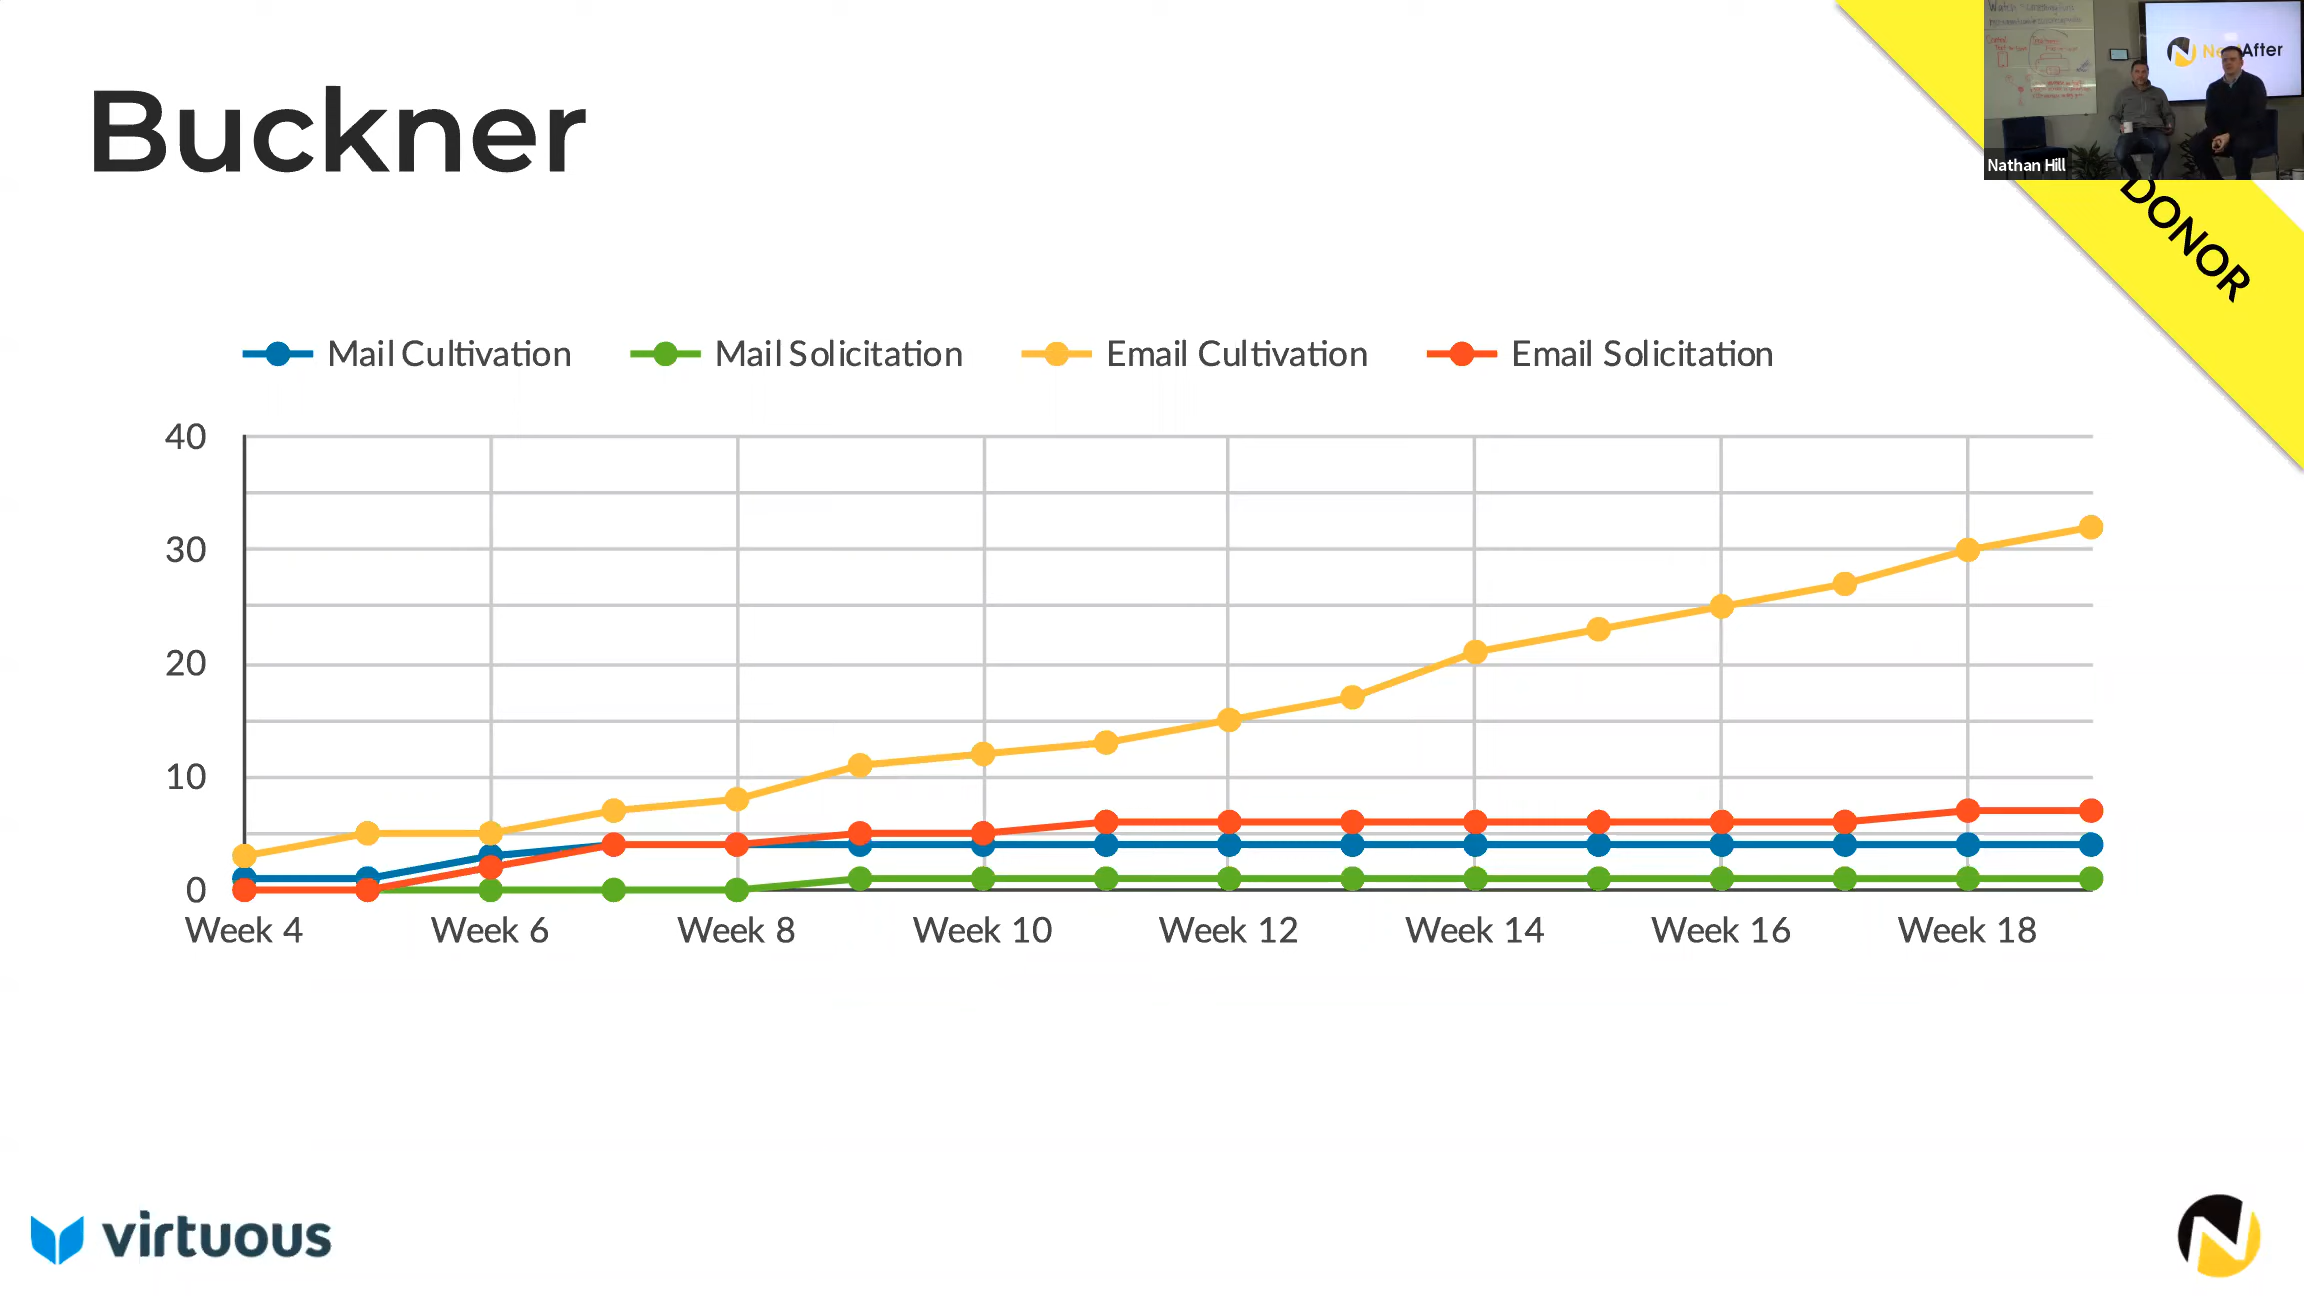 Buckner
NextAfter
Nathan Hill
DONOR
Mail Cultivation
Mail Solicitation
Email Cultivation
Email Solicitation
40
30
20
10
0
Week 4
Week 6
Week 8
Week 10
Week 12
Week 14
Week 16
Week 18
virtuous
N